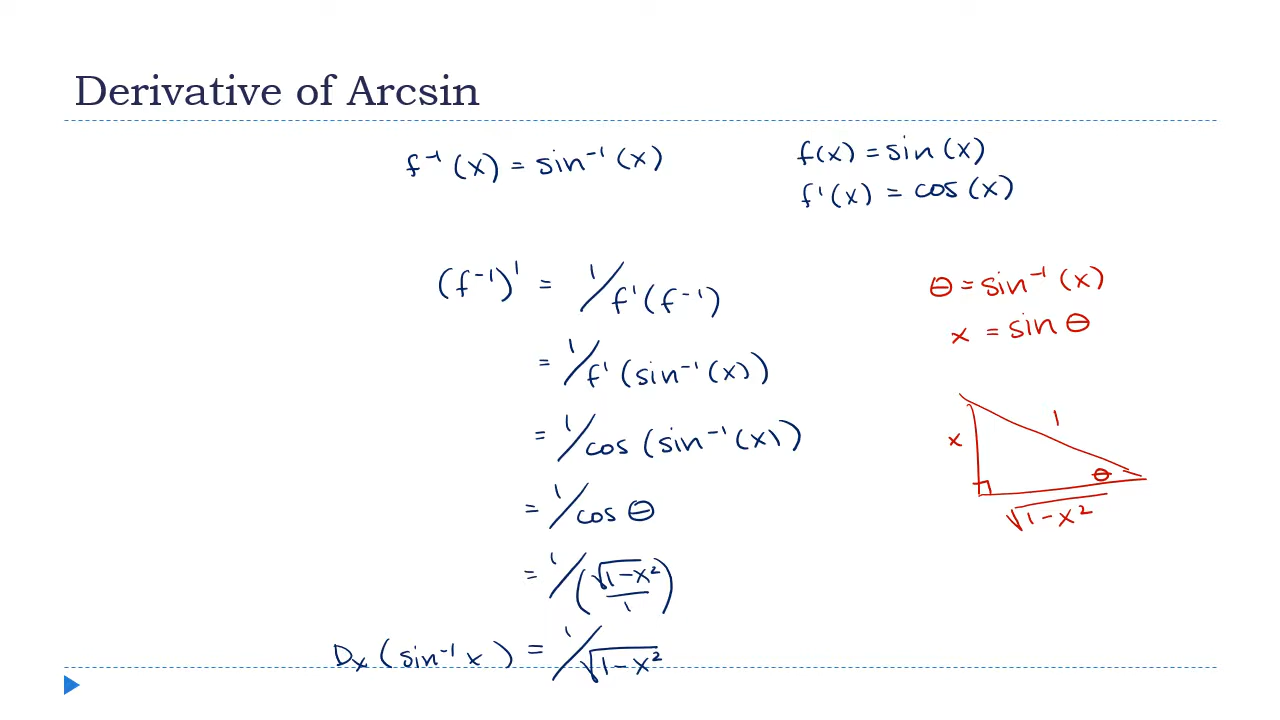 Derivative of Arcsin
f⁻¹(x) = sin⁻¹(x)
f(x) = sin(x)
f'(x) = cos(x)
(f⁻¹)' = 1/f'(f⁻¹)
= 1/f'(sin⁻¹(x))
= 1/cos(sin⁻¹(x))
= 1/cos θ
= 1/(√(1-x²)/1)
Dx(sin⁻¹x) = 1/√(1-x²)
θ = sin⁻¹(x)
x = sin θ
1
x
θ
√(1-x²)